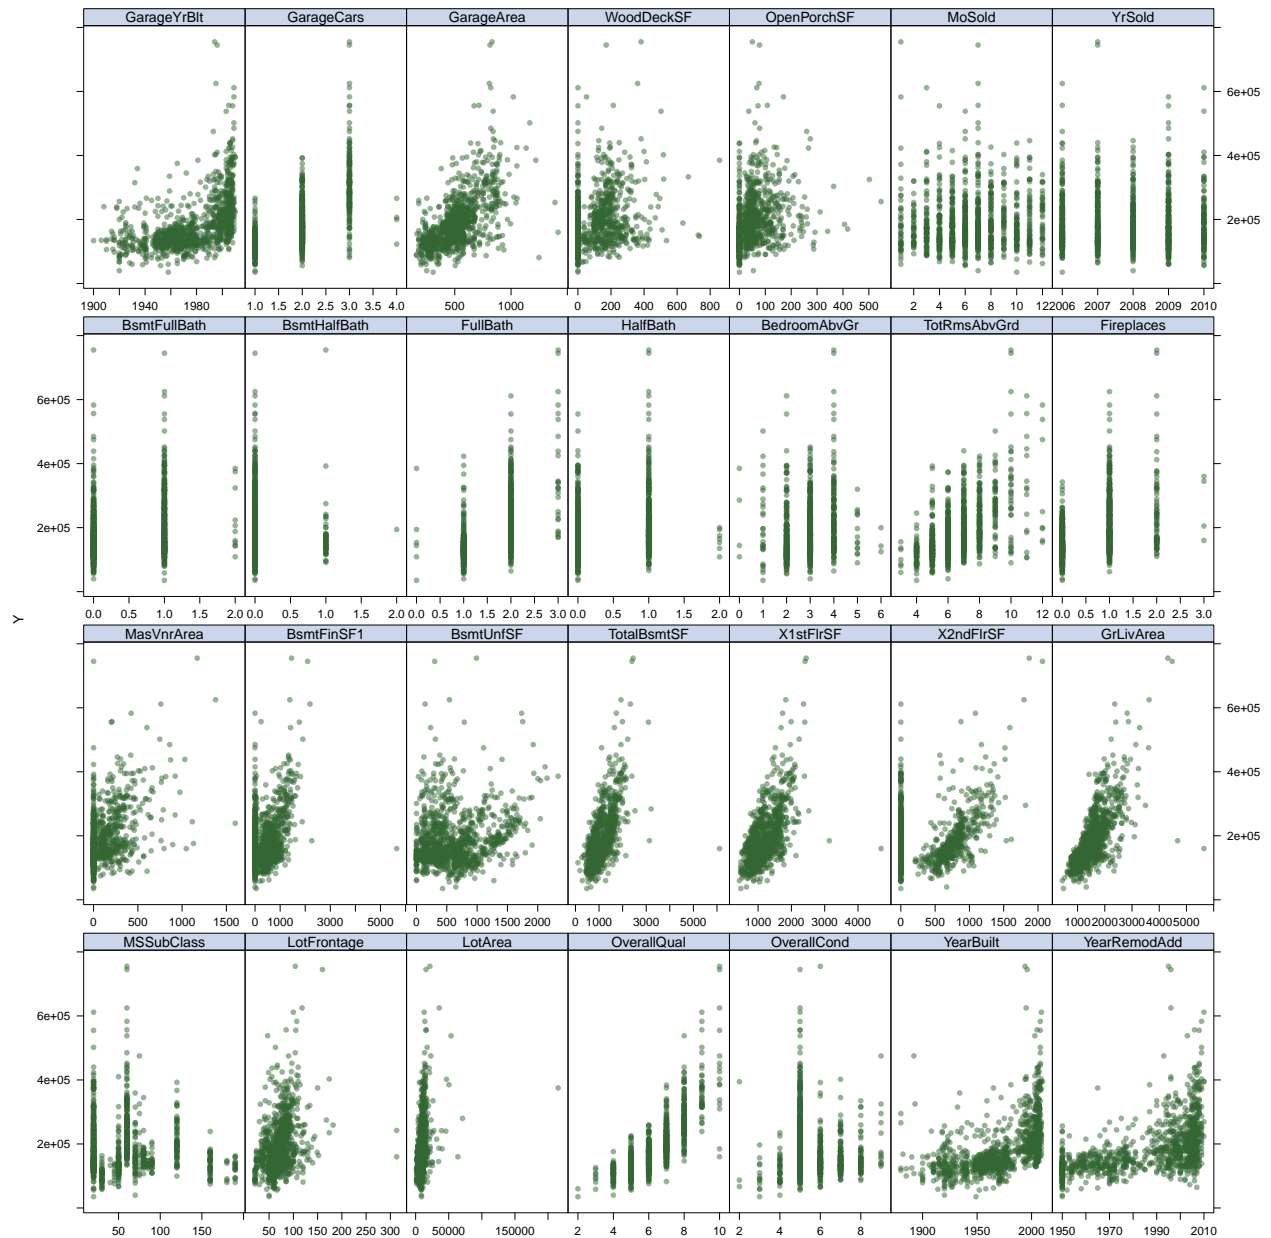 GarageYrBlt GarageCars GarageArea WoodDeckSF OpenPorchSF MoSold YrSold
6e+05
4e+05
2e+05
1900 1940 1980 1.0 1.5 2.0 2.5 3.0 3.5 4.0 500 1000 0 200 400 600 800 0 100 200 300 400 500 2 4 6 8 10 12 2006 2007 2008 2009 2010
BsmtFullBath BsmtHalfBath FullBath HalfBath BedroomAbvGr TotRmsAbvGrd Fireplaces
6e+05
4e+05
2e+05
0.0 0.5 1.0 1.5 2.0 0.0 0.5 1.0 1.5 2.0 0.0 0.5 1.0 1.5 2.0 2.5 3.0 0.0 0.5 1.0 1.5 2.0 0 1 2 3 4 5 6 4 6 8 10 12 0.0 0.5 1.0 1.5 2.0 2.5 3.0
Y
MasVnrArea BsmtFinSF1 BsmtUnfSF TotalBsmtSF X1stFlrSF X2ndFlrSF GrLivArea
6e+05
4e+05
2e+05
0 500 1000 1500 0 1000 3000 5000 0 500 1000 1500 2000 0 1000 3000 5000 1000 2000 3000 4000 0 500 1000 1500 2000 1000 2000 3000 4000 5000
MSSubClass LotFrontage LotArea OverallQual OverallCond YearBuilt YearRemodAdd
6e+05
4e+05
2e+05
50 100 150 50 100 150 200 250 300 0 50000 150000 2 4 6 8 10 2 4 6 8 1900 1950 2000 1950 1970 1990 2010